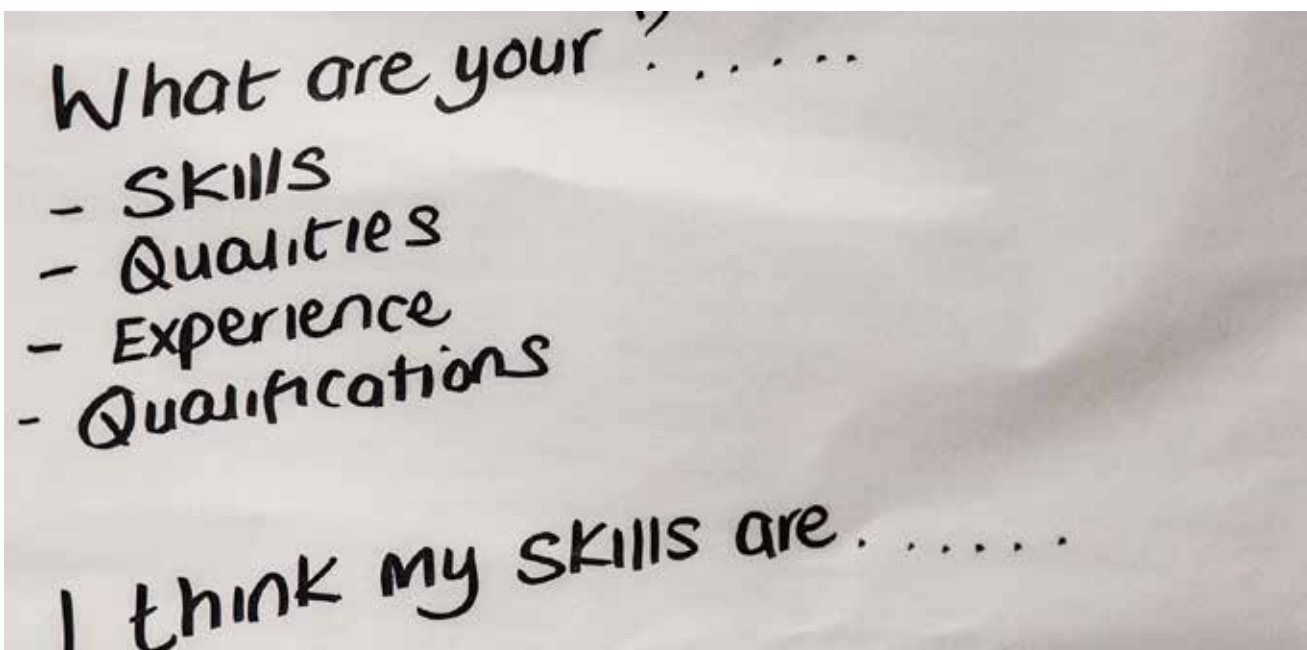 What are your ?.....
- Skills
- Qualities
- Experience
- Qualifications
I think my skills are......